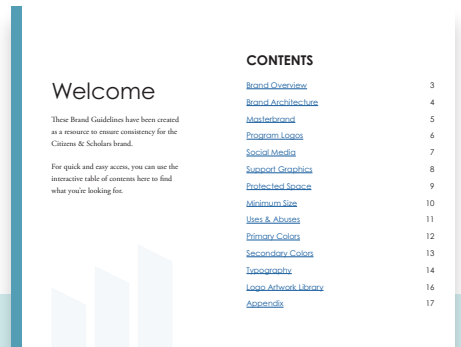 Welcome
These Brand Guidelines have been created
as a resource to ensure consistency for the
Citizens & Scholars brand.
For quick and easy access, you can use the
interactive table of contents here to find
what you're looking for.
CONTENTS
Brand Overview 3
Brand Architecture 4
Masterbrand 5
Program Logos 6
Social Media 7
Support Graphics 8
Protected Space 9
Minimum Size 10
Uses & Abuses 11
Primary Colors 12
Secondary Colors 13
Typography 14
Logo Artwork Library 16
Appendix 17